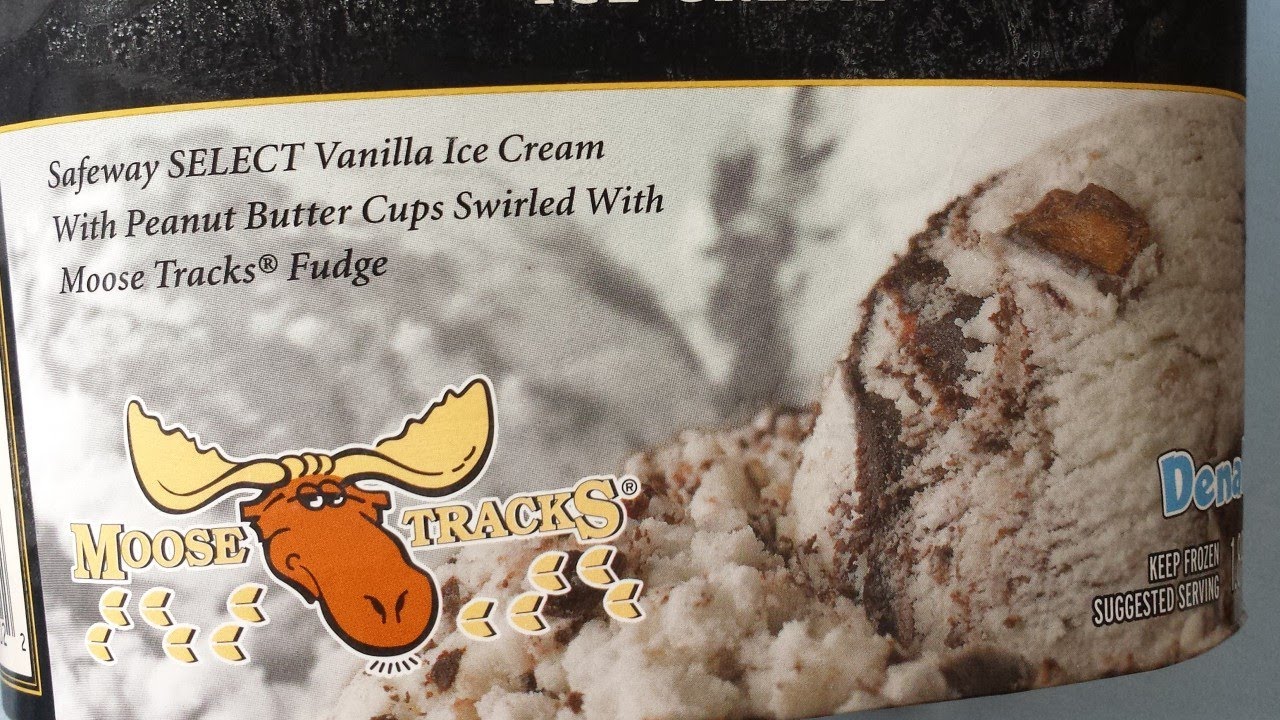 Safeway SELECT Vanilla Ice Cream
With Peanut Butter Cups Swirled With
Moose Tracks® Fudge
MOOSE TRACKS®
KEEP FROZEN
SUGGESTED SERVING